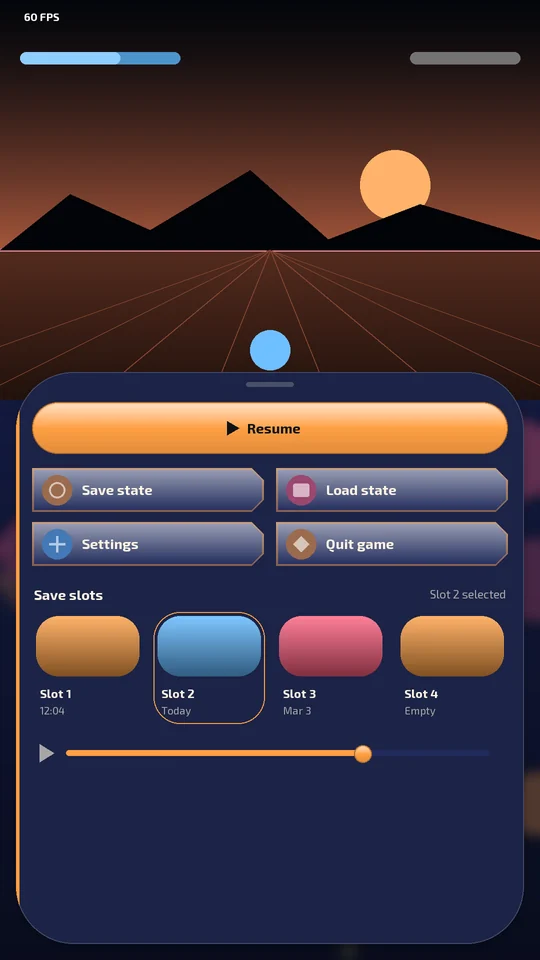 60 FPS
Resume
Save state
Load state
Settings
Quit game
Save slots
Slot 2 selected
Slot 1
12:04
Slot 2
Today
Slot 3
Mar 3
Slot 4
Empty